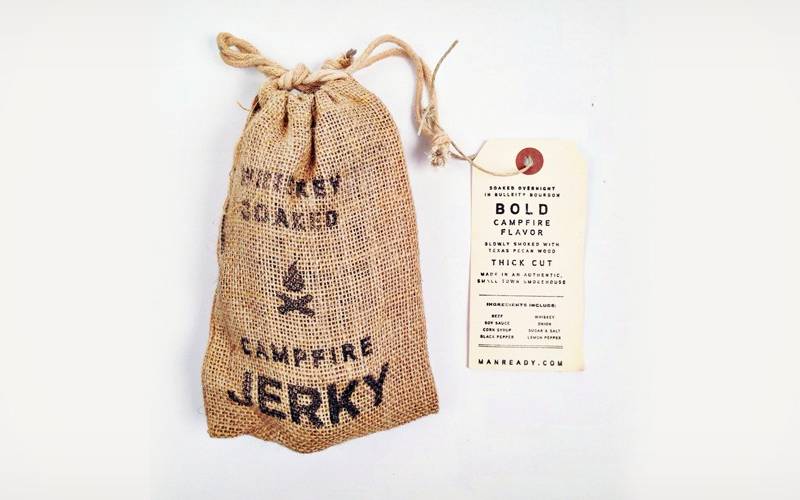 WHISKEY
SOAKED
CAMPFIRE
JERKY
SOAKED OVERNIGHT
IN BULLEITY BOURBON
BOLD
CAMPFIRE
FLAVOR
SLOWLY SMOKED WITH
TEXAS PECAN WOOD
THICK CUT
MADE IN AN AUTHENTIC,
SMALL TOWN SMOKEHOUSE
INGREDIENTS INCLUDE:
BEEF WHISKEY
SOY SAUCE ONION
CORN SYRUP SUGAR & SALT
BLACK PEPPER LEMON PEPPER
MANREADY.COM